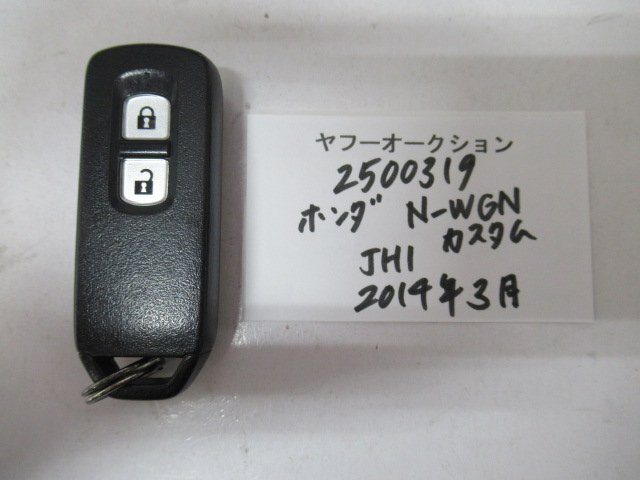 ヤフーオークション
2500319
ホンダ N-WGN
カスタム
JH1
2014年3月